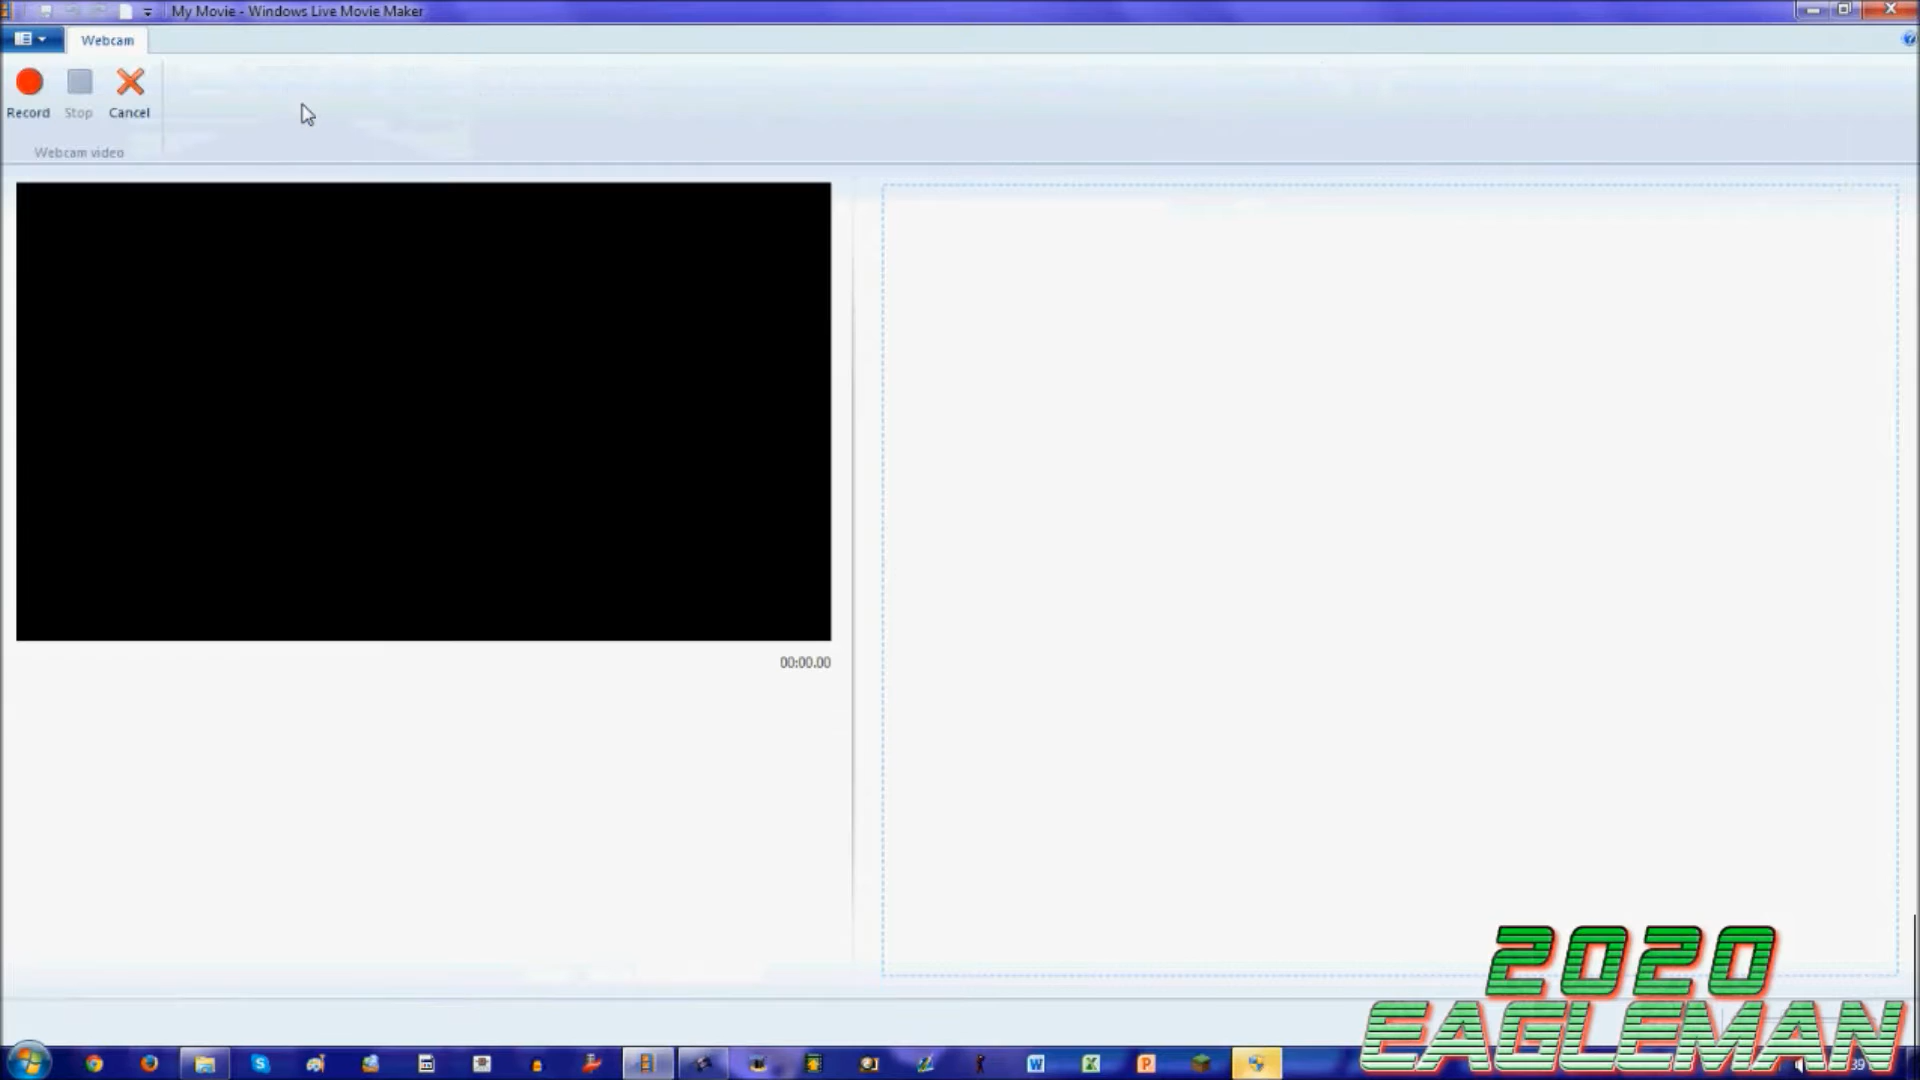 My Movie - Windows Live Movie Maker
Webcam
Record Stop Cancel
Webcam video
00:00.00
2020
EAGLEMAN